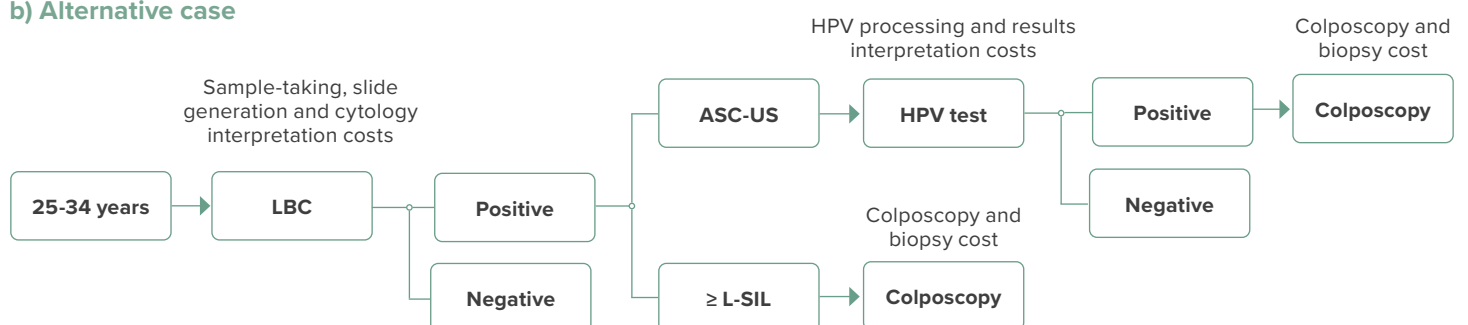 b) Alternative case
HPV processing and results
interpretation costs
Colposcopy and
biopsy cost
Sample-taking, slide
generation and cytology
interpretation costs
ASC-US
HPV test
Positive
Colposcopy
25-34 years
LBC
Positive
Negative
Colposcopy and
biopsy cost
Negative
≥ L-SIL
Colposcopy